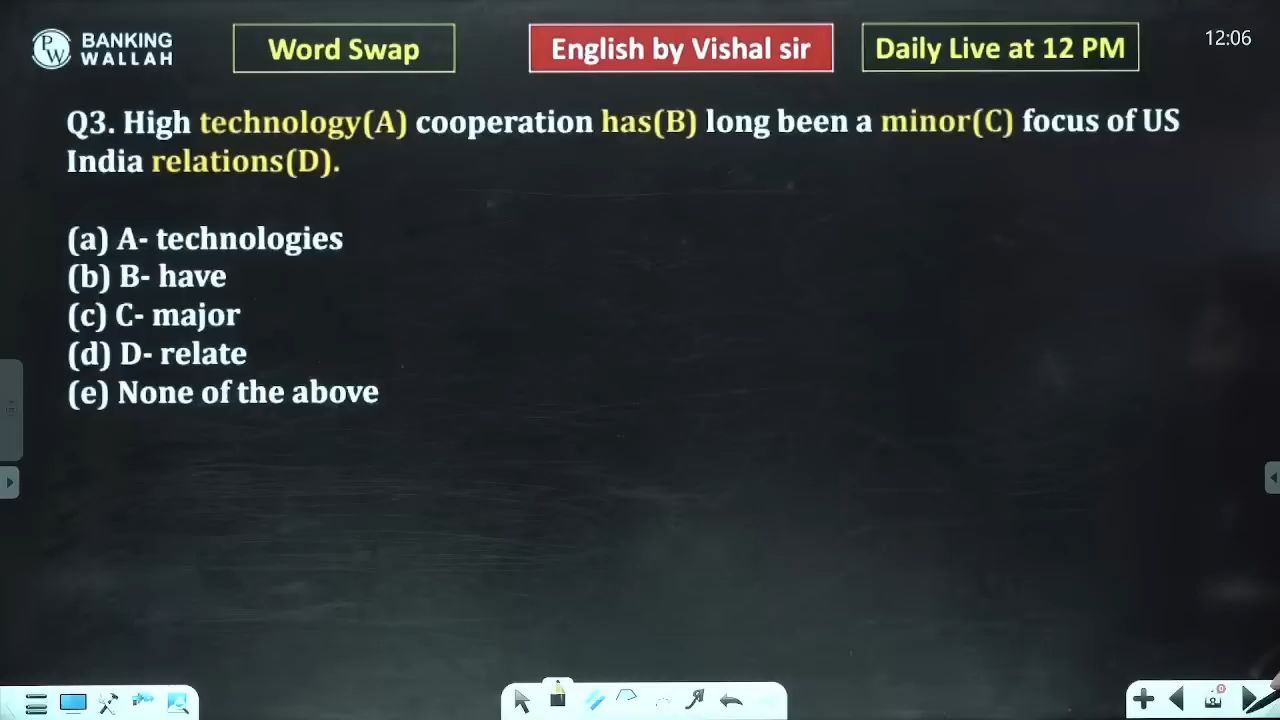 PW BANKING WALLAH
Word Swap
English by Vishal sir
Daily Live at 12 PM
12:06
Q3. High technology(A) cooperation has(B) long been a minor(C) focus of US
India relations(D).
(a) A- technologies
(b) B- have
(c) C- major
(d) D- relate
(e) None of the above